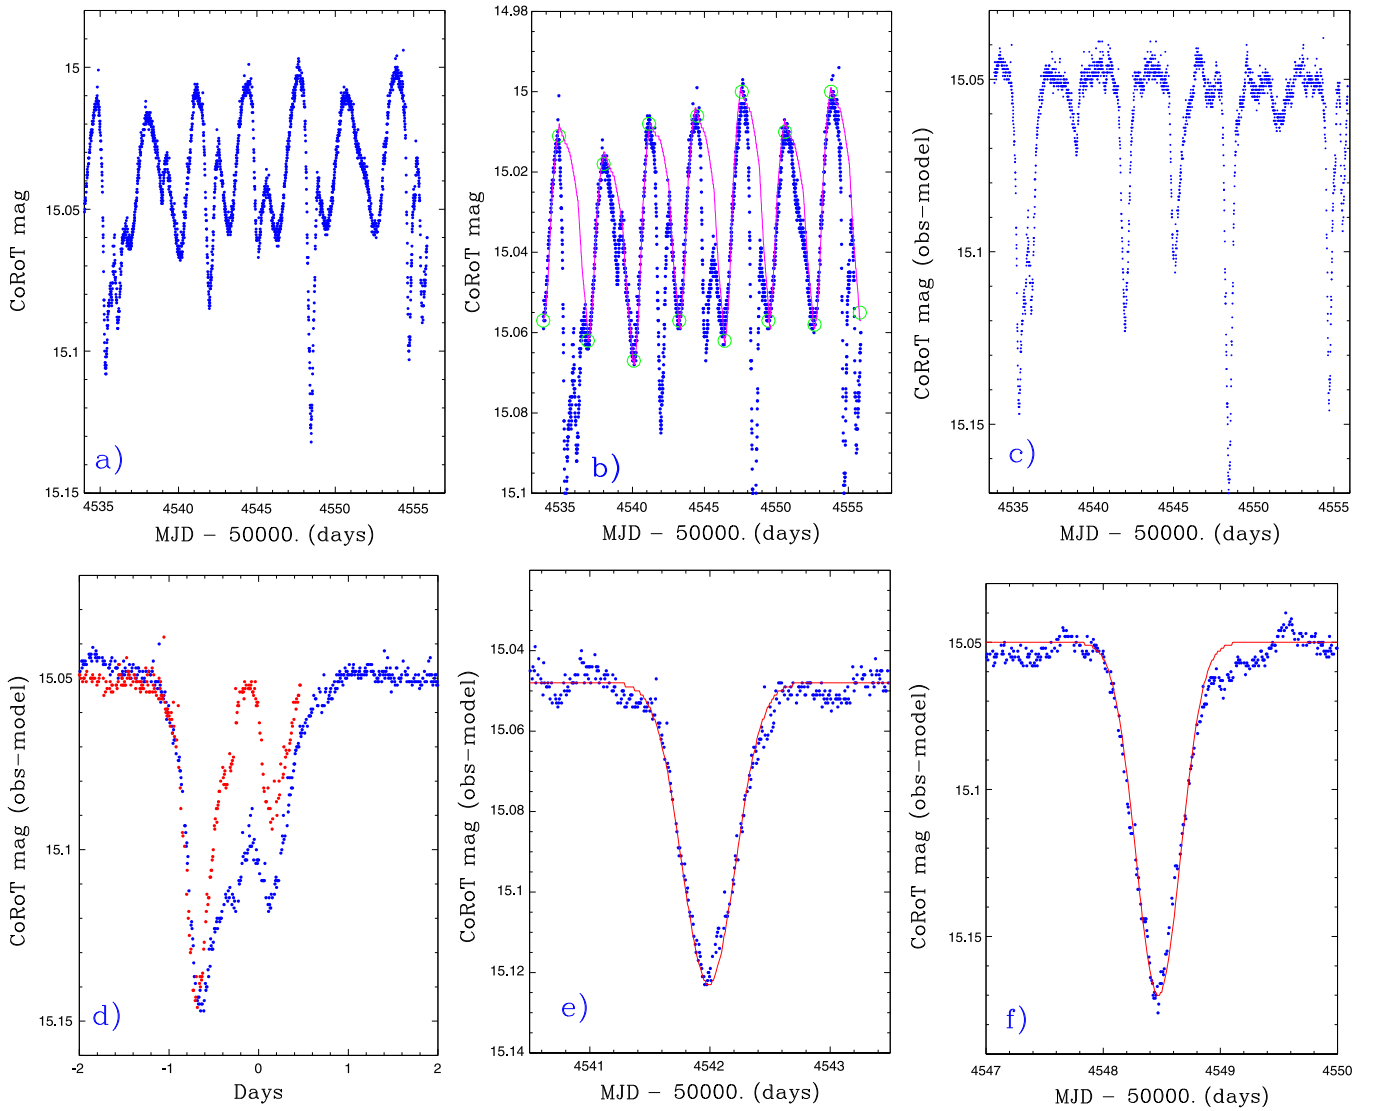 15
15.05
15.1
15.15
CoRoT mag
a)
4535 4540 4545 4550 4555
MJD − 50000. (days)
14.98
15
15.02
15.04
15.06
15.08
15.1
CoRoT mag
b)
4535 4540 4545 4550 4555
MJD − 50000. (days)
15.05
15.1
15.15
CoRoT mag (obs−model)
c)
4535 4540 4545 4550 4555
MJD − 50000. (days)
15.05
15.1
15.15
CoRoT mag (obs−model)
d)
-2 -1 0 1 2
Days
15.04
15.06
15.08
15.1
15.12
15.14
CoRoT mag (obs−model)
e)
4541 4542 4543
MJD − 50000. (days)
15.05
15.1
15.15
CoRoT mag (obs−model)
f)
4547 4548 4549 4550
MJD − 50000. (days)